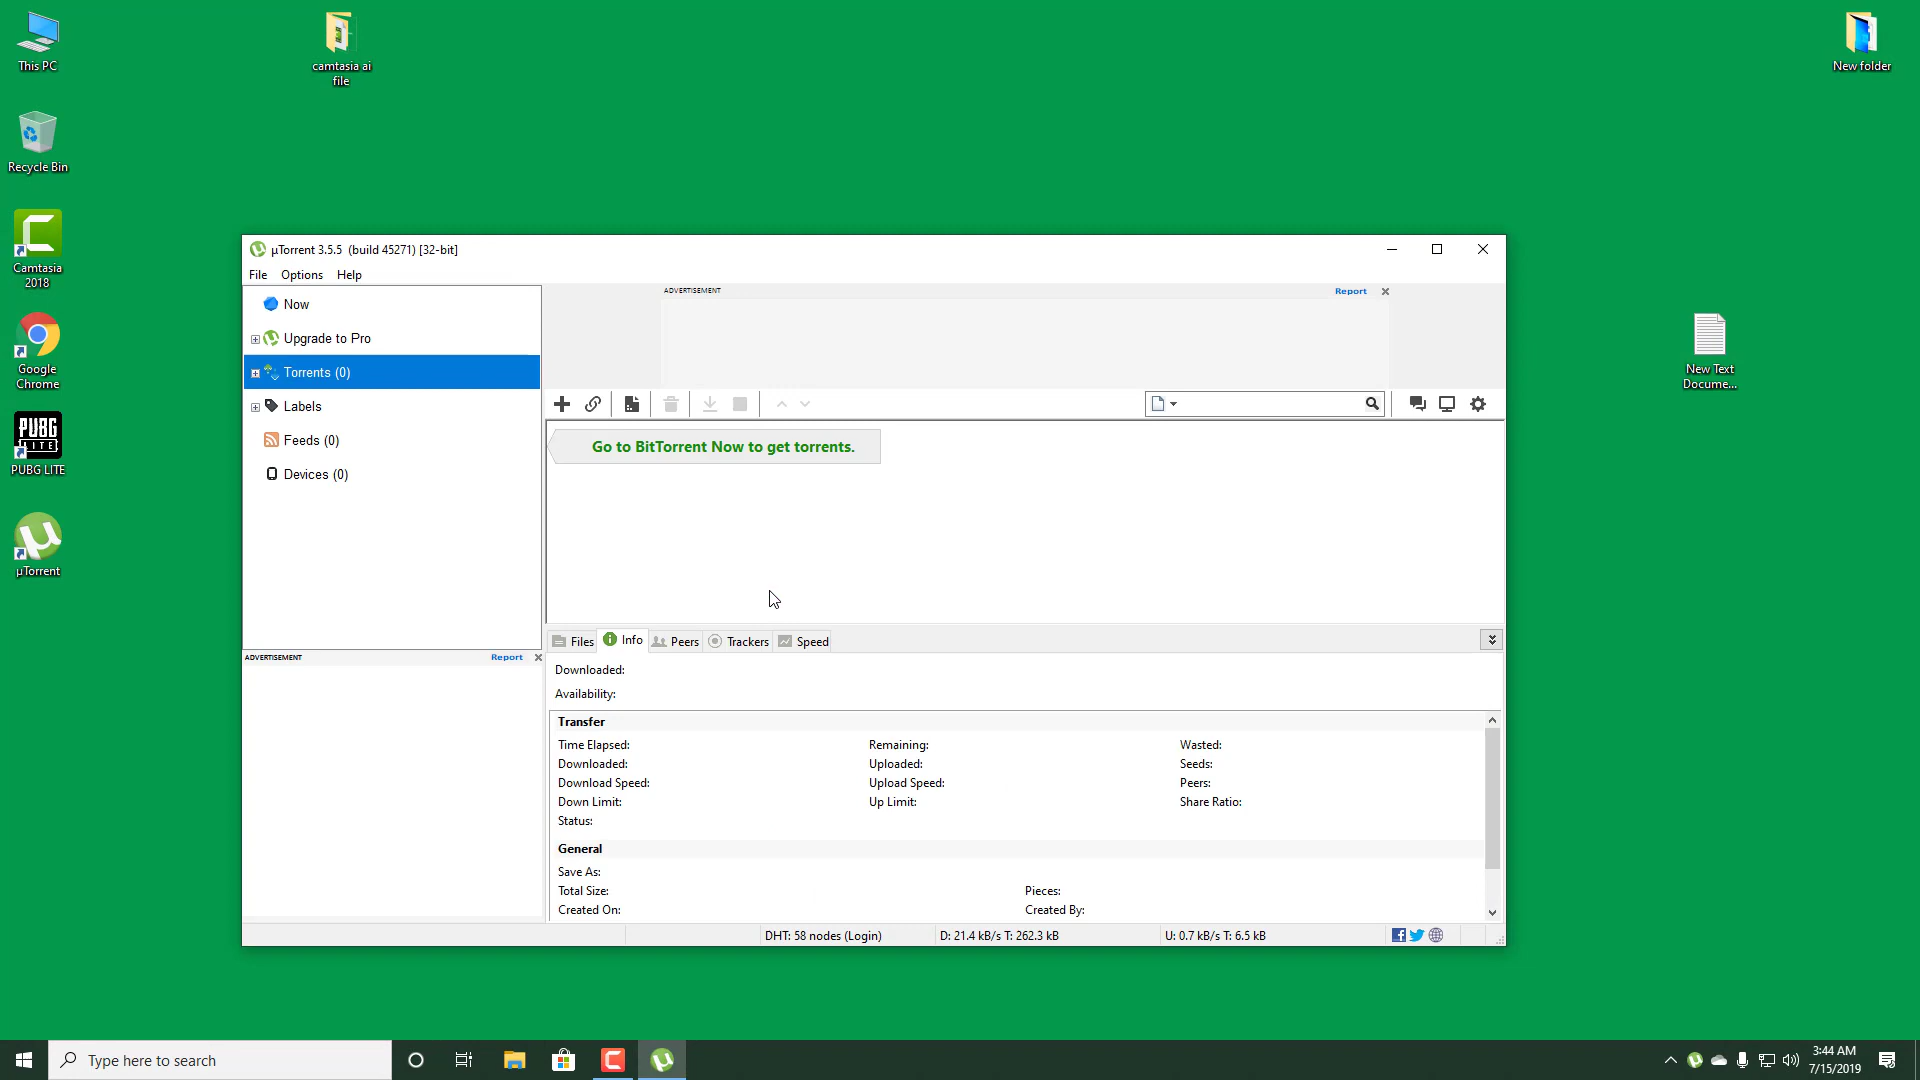 This PC
camtasia ai
file
New folder
Recycle Bin
Camtasia
2018
Google
Chrome
PUBG
LITE
PUBG LITE
µTorrent
New Text
Docume...
µTorrent 3.5.5 (build 45271) [32-bit]
File Options Help
Now
Upgrade to Pro
Torrents (0)
Labels
Feeds (0)
Devices (0)
ADVERTISEMENT Report
Go to BitTorrent Now to get torrents.
ADVERTISEMENT Report
Files Info Peers Trackers Speed
Downloaded:
Availability:
Transfer
Time Elapsed: Remaining: Wasted:
Downloaded: Uploaded: Seeds:
Download Speed: Upload Speed: Peers:
Down Limit: Up Limit: Share Ratio:
Status:
General
Save As:
Total Size: Pieces:
Created On: Created By:
DHT: 58 nodes (Login) D: 21.4 kB/s T: 262.3 kB U: 0.7 kB/s T: 6.5 kB
Type here to search
3:44 AM
7/15/2019